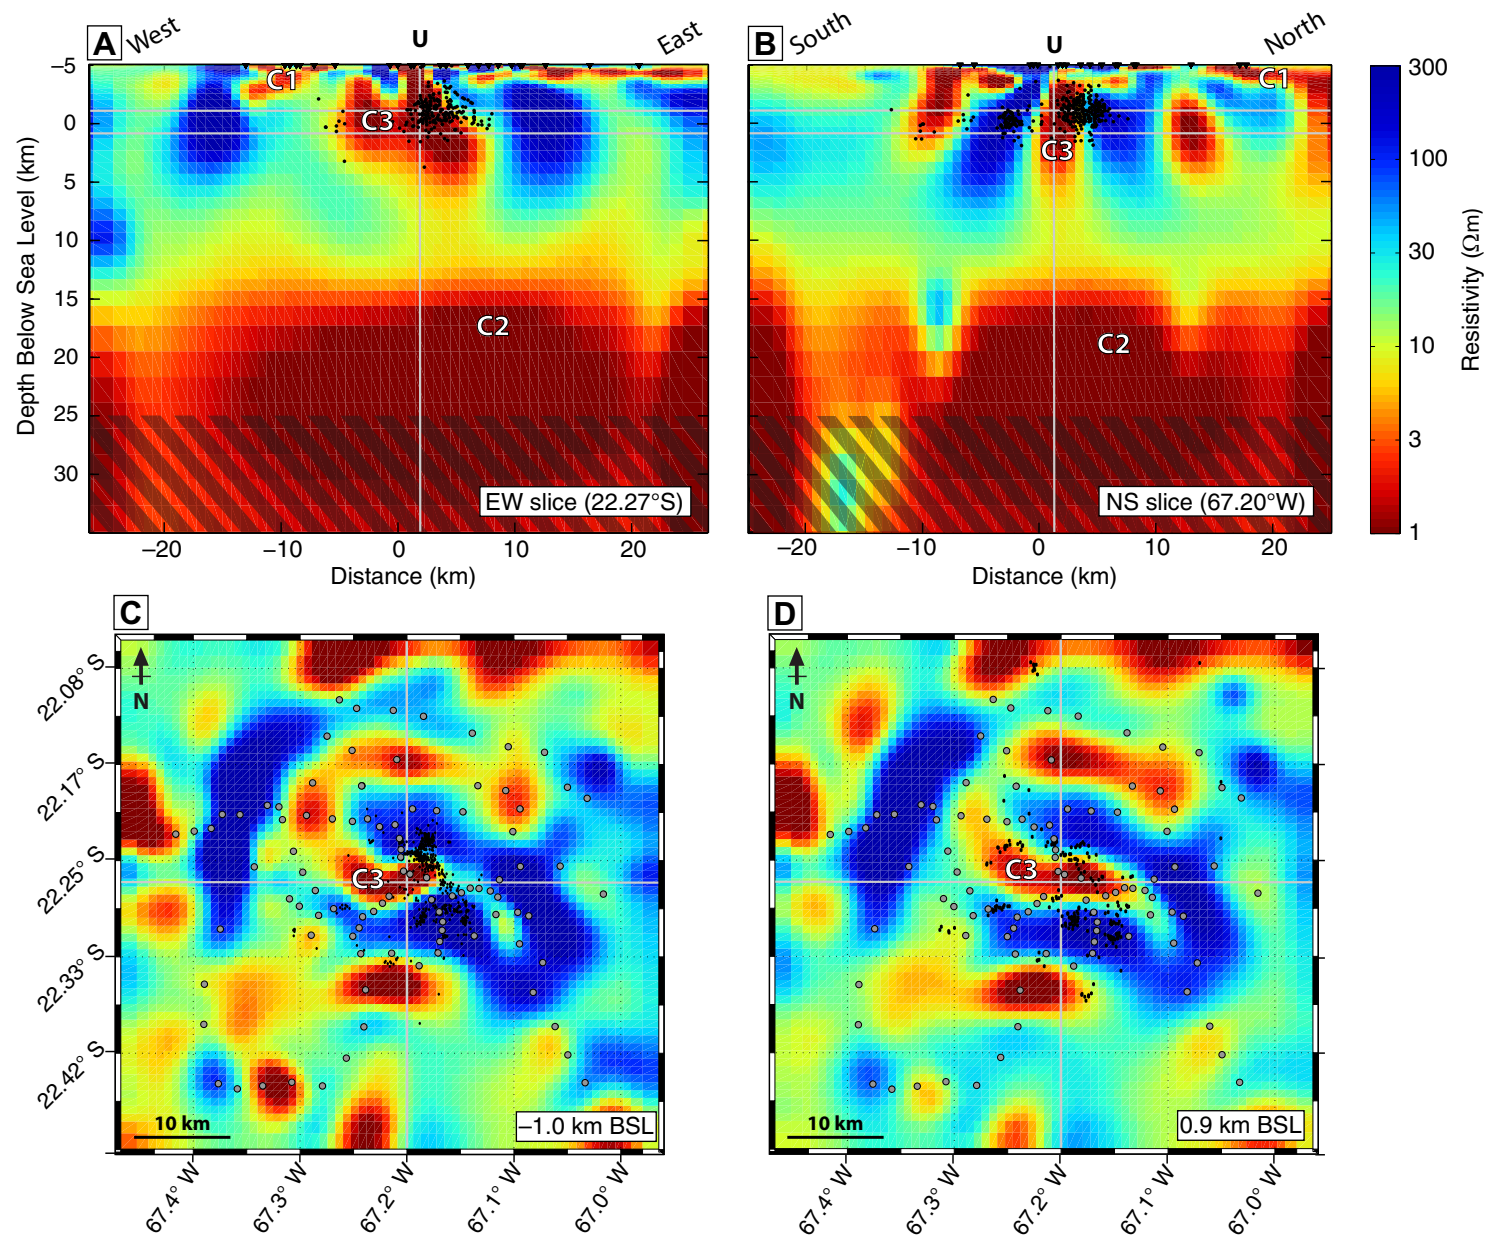 A West U East
B South U North
C1
C3
C2
–5
0
5
10
15
20
25
30
Depth Below Sea Level (km)
EW slice (22.27°S)
–20 –10 0 10 20
Distance (km)
C1
C3
C2
NS slice (67.20°W)
–20 –10 0 10 20
Distance (km)
300
100
30
10
3
1
Resistivity (Ωm)
C
N
22.08° S
22.17° S
22.25° S
22.33° S
22.42° S
C3
10 km
–1.0 km BSL
67.4° W 67.3° W 67.2° W 67.1° W 67.0° W
D
N
C3
10 km
0.9 km BSL
67.4° W 67.3° W 67.2° W 67.1° W 67.0° W